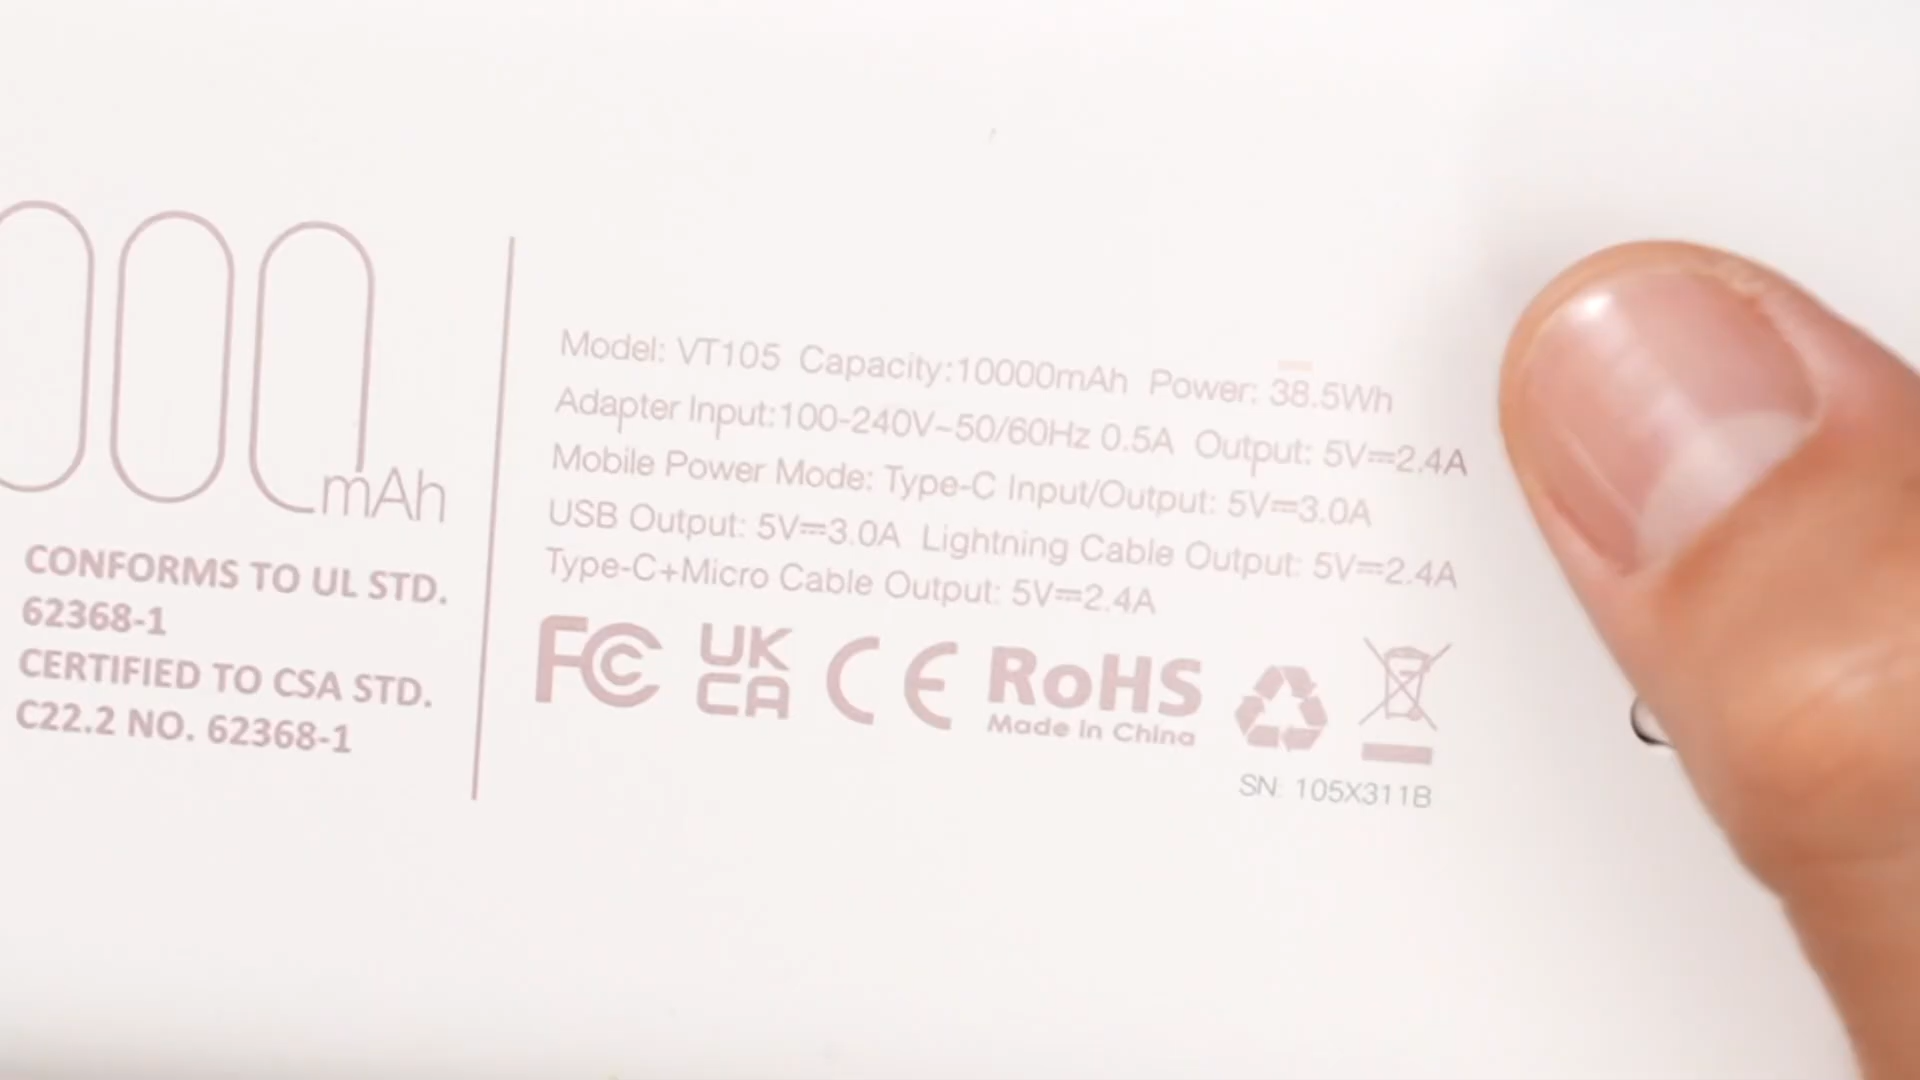 000mAh
CONFORMS TO UL STD.
62368-1
CERTIFIED TO CSA STD.
C22.2 NO. 62368-1
Model: VT105 Capacity:10000mAh Power: 38.5Wh
Adapter Input:100-240V~50/60Hz 0.5A Output: 5V⎓2.4A
Mobile Power Mode: Type-C Input/Output: 5V⎓3.0A
USB Output: 5V⎓3.0A Lightning Cable Output: 5V⎓2.4A
Type-C+Micro Cable Output: 5V⎓2.4A
FC UK CA CE RoHS
Made in China
SN: 105X311B